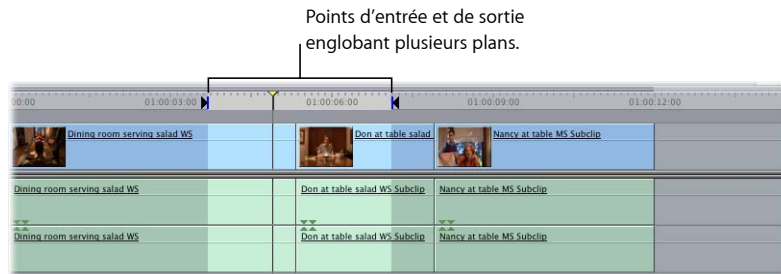 Points d’entrée et de sortie
englobant plusieurs plans.
00:00 01:00:03:00 01:00:06:00 01:00:09:00 01:00:12:00
Dining room serving salad WS Don at table salad Nancy at table MS Subclip
Dining room serving salad WS Don at table salad WS Subclip Nancy at table MS Subclip
Dining room serving salad WS Don at table salad WS Subclip Nancy at table MS Subclip